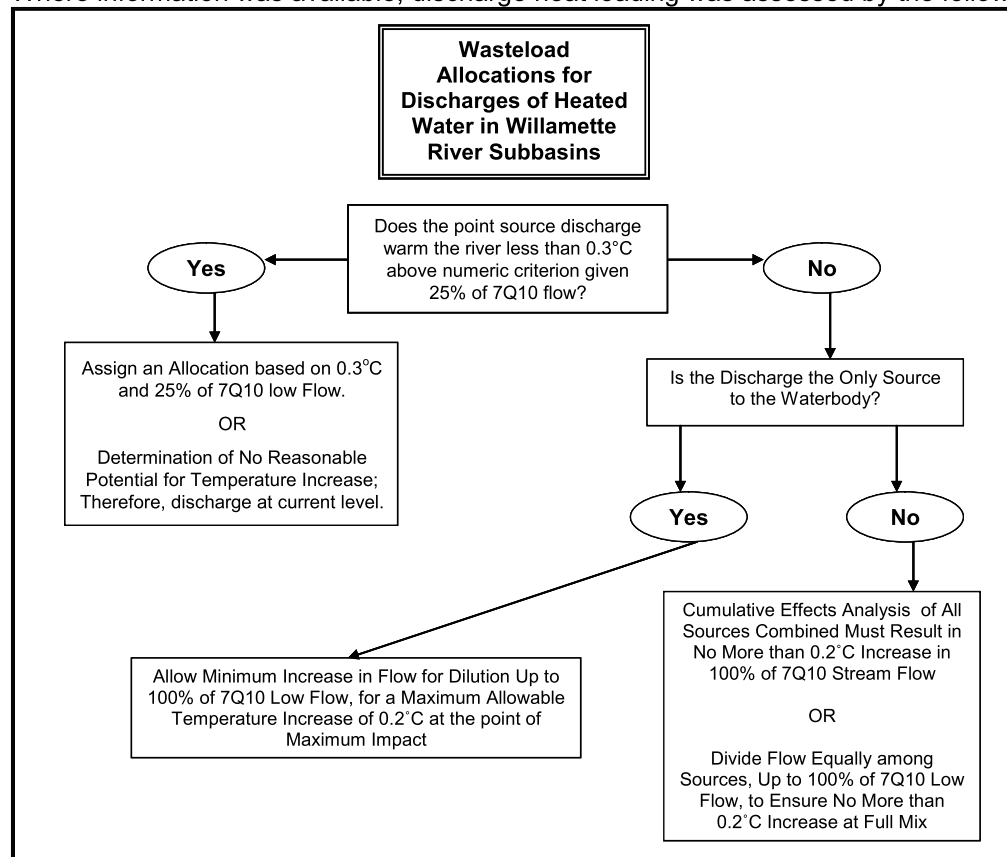 Where information was available, discharge heat loading was assessed by the follow
Wasteload
Allocations for
Discharges of Heated
Water in Willamette
River Subbasins
Does the point source discharge
warm the river less than 0.3°C
above numeric criterion given
25% of 7Q10 flow?
Yes
No
Assign an Allocation based on 0.3°C
and 25% of 7Q10 low Flow.
OR
Determination of No Reasonable
Potential for Temperature Increase;
Therefore, discharge at current level.
Is the Discharge the Only Source
to the Waterbody?
Yes
No
Allow Minimum Increase in Flow for Dilution Up to
100% of 7Q10 Low Flow, for a Maximum Allowable
Temperature Increase of 0.2˚C at the point of
Maximum Impact
Cumulative Effects Analysis of All
Sources Combined Must Result in
No More than 0.2˚C Increase in
100% of 7Q10 Stream Flow
OR
Divide Flow Equally among
Sources, Up to 100% of 7Q10 Low
Flow, to Ensure No More than
0.2˚C Increase at Full Mix